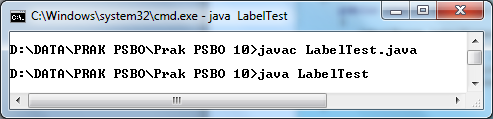 C:\Windows\system32\cmd.exe - java  LabelTest
D:\DATA\PRAK PSBO\Prak PSBO 10>javac LabelTest.java
D:\DATA\PRAK PSBO\Prak PSBO 10>java LabelTest